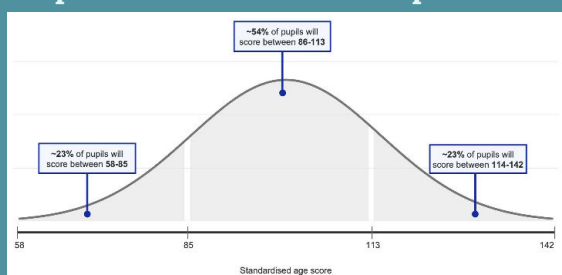 ~54% of pupils will
score between 86-113
~23% of pupils will
score between 58-85
~23% of pupils will
score between 114-142
58 85 113 142
Standardised age score